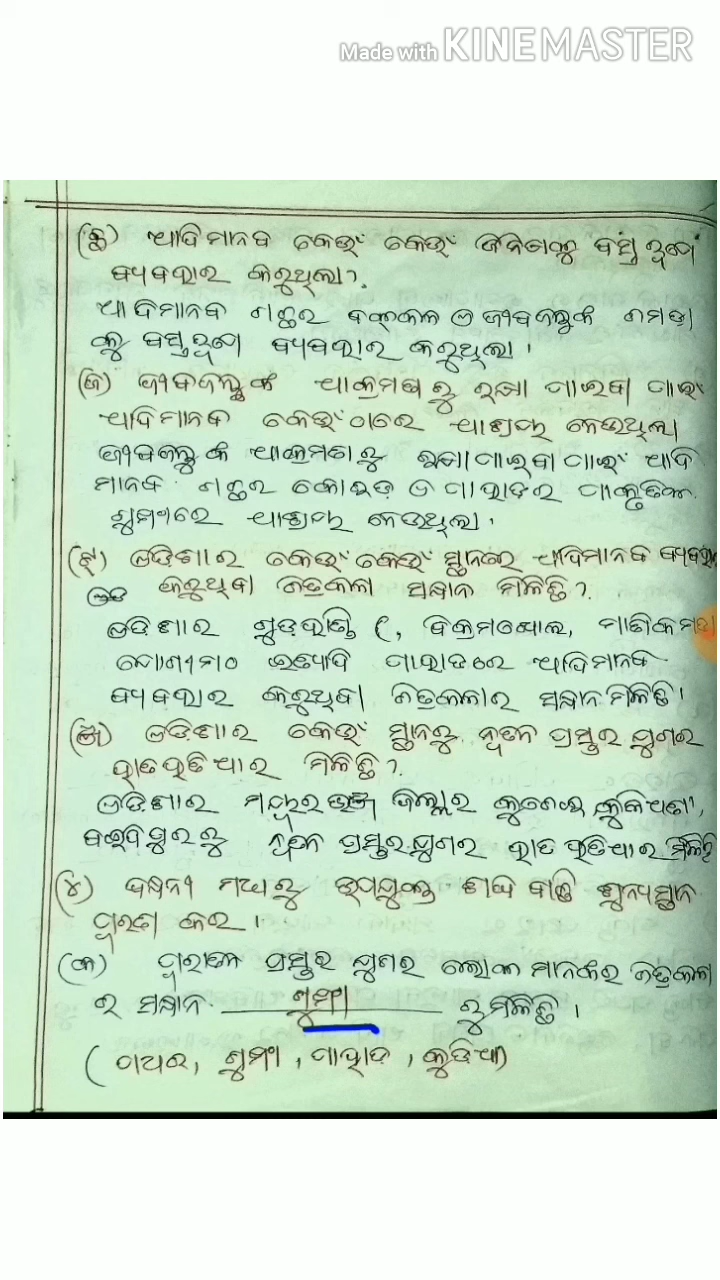 Made with KINEMASTER
(ଛ) ଆଦିମାନବ କେଉଁ କେଉଁ ଜିନିଷକୁ ବସ୍ତ୍ର ରୂପେ
ବ୍ୟବହାର କରୁଥିଲା?
ଆଦିମାନବ ଗଛର ବକ୍କଳ ଓ ଜୀବଜନ୍ତୁଙ୍କ ଚମଡ଼ା
କୁ ବସ୍ତ୍ରରୂପେ ବ୍ୟବହାର କରୁଥିଲା ।
(ଜ) ଜୀବଜନ୍ତୁଙ୍କ ଆକ୍ରମଣରୁ ରକ୍ଷା ପାଇବା ପାଇଁ
ଆଦିମାନବ କେଉଁଠାରେ ଆଶ୍ରୟ ନେଉଥିଲା
ଜୀବଜନ୍ତୁଙ୍କ ଆକ୍ରମଣରୁ ରକ୍ଷାପାଇବା ପାଇଁ ଆଦି
ମାନବ ଗଛର କୋରଡ଼ ଓ ପାହାଡର ପାକୃତିକ
ଗୁମ୍ଫାରେ ଆଶ୍ରୟ ନେଉଥିଲା ।
(ଝ) ଓଡିଶାର କେଉଁ କେଉଁ ସ୍ଥାନରେ ଆଦିମାନବ ବ୍ୟବହାର
କରୁଥିବା ଚିତ୍ରକଳା ସନ୍ଧାନ ମିଳିଛି?
ଓଡିଶାର ଗୁଡହାଣ୍ଡି, ବିକ୍ରମଖୋଲ, ମାଣିକମଡା
ଯୋଗୀମଠ ଇତ୍ୟାଦି ପାହାଡରେ ଆଦିମାନବ
ବ୍ୟବହାର କରୁଥିବା ଚିତ୍ରକଳାର ସନ୍ଧାନ ମିଳିଛି ।
(ଞ) ଓଡିଶାର କେଉଁ ସ୍ଥାନରୁ ନୂତନ ପ୍ରସ୍ତର ଯୁଗର
ହାତହତିଆର ମିଳିଛି?
ଓଡିଶାର ମୟୂରଭଞ୍ଜ ଜିଲ୍ଲାର କୁଚେଇ, କୁଳିଅଣା,
ବଇଦିପୁରରୁ ନୂତନ ପ୍ରସ୍ତର ଯୁଗର ହାତ ହତିଆର ମିଳିଛି
(୪) ବନ୍ଧନୀ ମଧ୍ୟରୁ ଉପଯୁକ୍ତ ଶବ୍ଦ ବାଛି ଶୂନ୍ୟସ୍ଥାନ
ପୂରଣ କର ।
(କ) ପୁରାତନ ପ୍ରସ୍ତର ଯୁଗର ଲୋକ ମାନଙ୍କର ଚିତ୍ରକଳା
ର ସନ୍ଧାନ ଗୁମ୍ଫା ରୁ ମିଳିଛି ।
( ପଥର, ଗୁମ୍ଫା, ପାହାଡ, କୁଡିଆ)